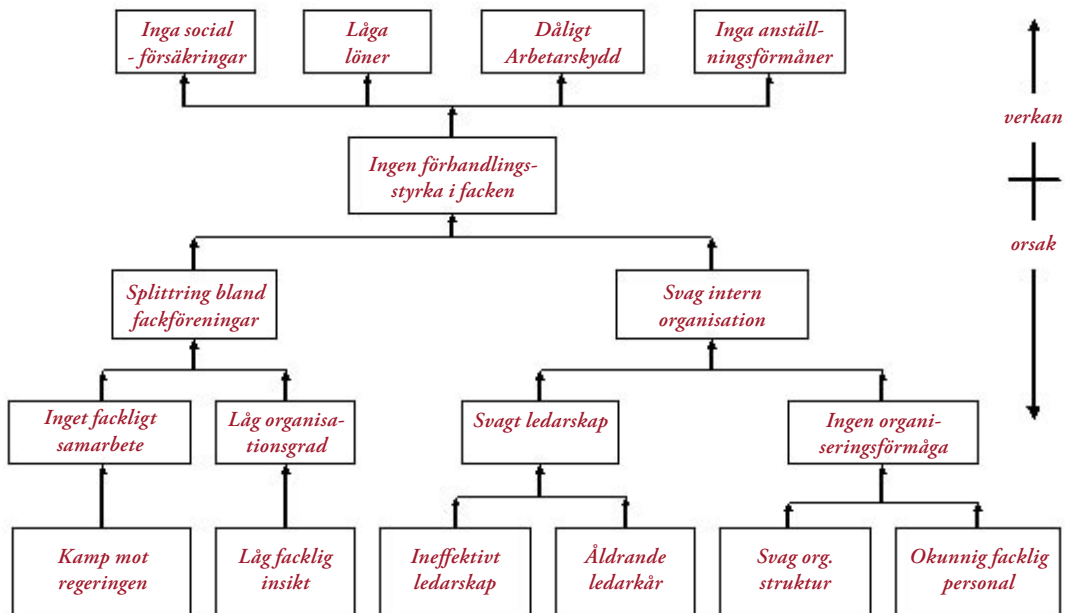 Inga social
- försäkringar
Låga
löner
Dåligt
Arbetarskydd
Inga anställ-
ningsförmåner
verkan
Ingen förhandlings-
styrka i facken
orsak
Splittring bland
fackföreningar
Svag intern
organisation
Inget fackligt
samarbete
Låg organisa-
tionsgrad
Svagt ledarskap
Ingen organi-
seringsförmåga
Kamp mot
regeringen
Låg facklig
insikt
Ineffektivt
ledarskap
Åldrande
ledarkår
Svag org.
struktur
Okunnig facklig
personal